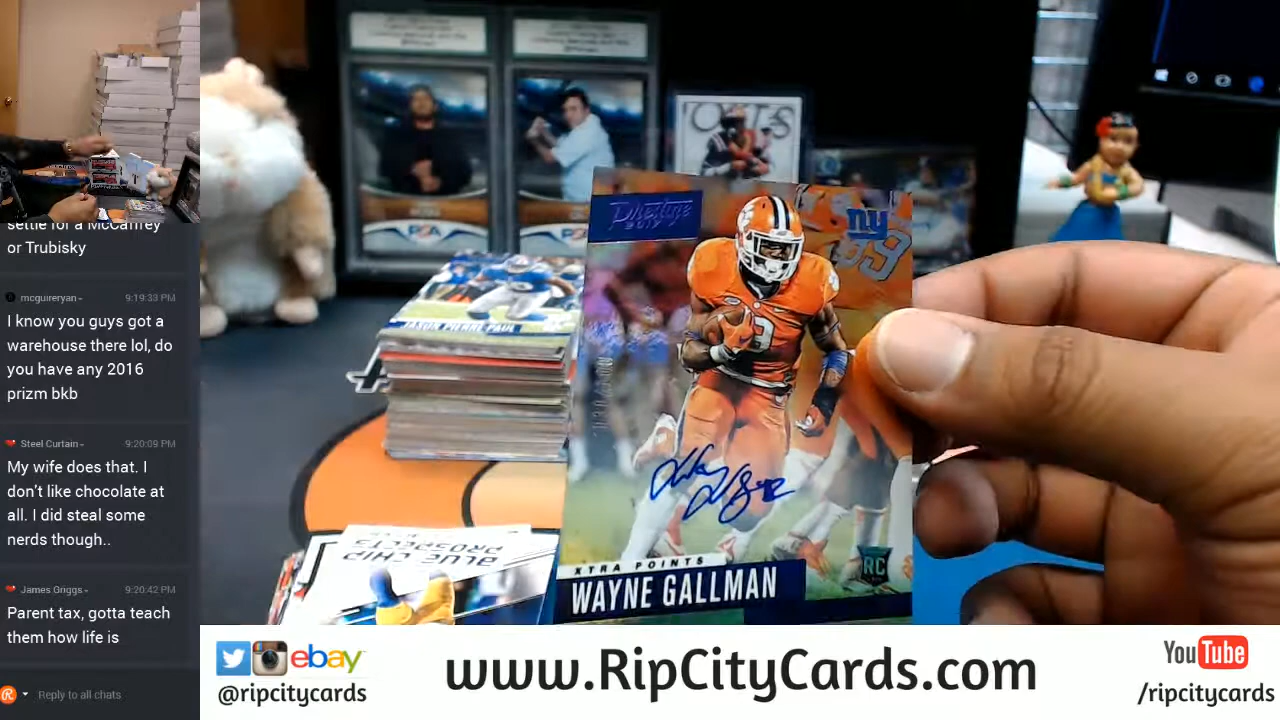 settle for a McCaffrey
or Trubisky
mcguireryan
9:19:33 PM
I know you guys got a
warehouse there lol, do
you have any 2016
prizm bkb
Steel Curtain
9:20:09 PM
My wife does that. I
don't like chocolate at
all. I did steal some
nerds though..
James Griggs
9:20:42 PM
Parent tax, gotta teach
them how life is
Reply to all chats
PSA
PSA
JASON PIERRE-PAUL
BLUE CHIP
PROSPECTS
Prestige
2017
ny
XTRA POINTS
WAYNE GALLMAN
RC
ebay
@ripcitycards
www.RipCityCards.com
YouTube
/ripcitycards